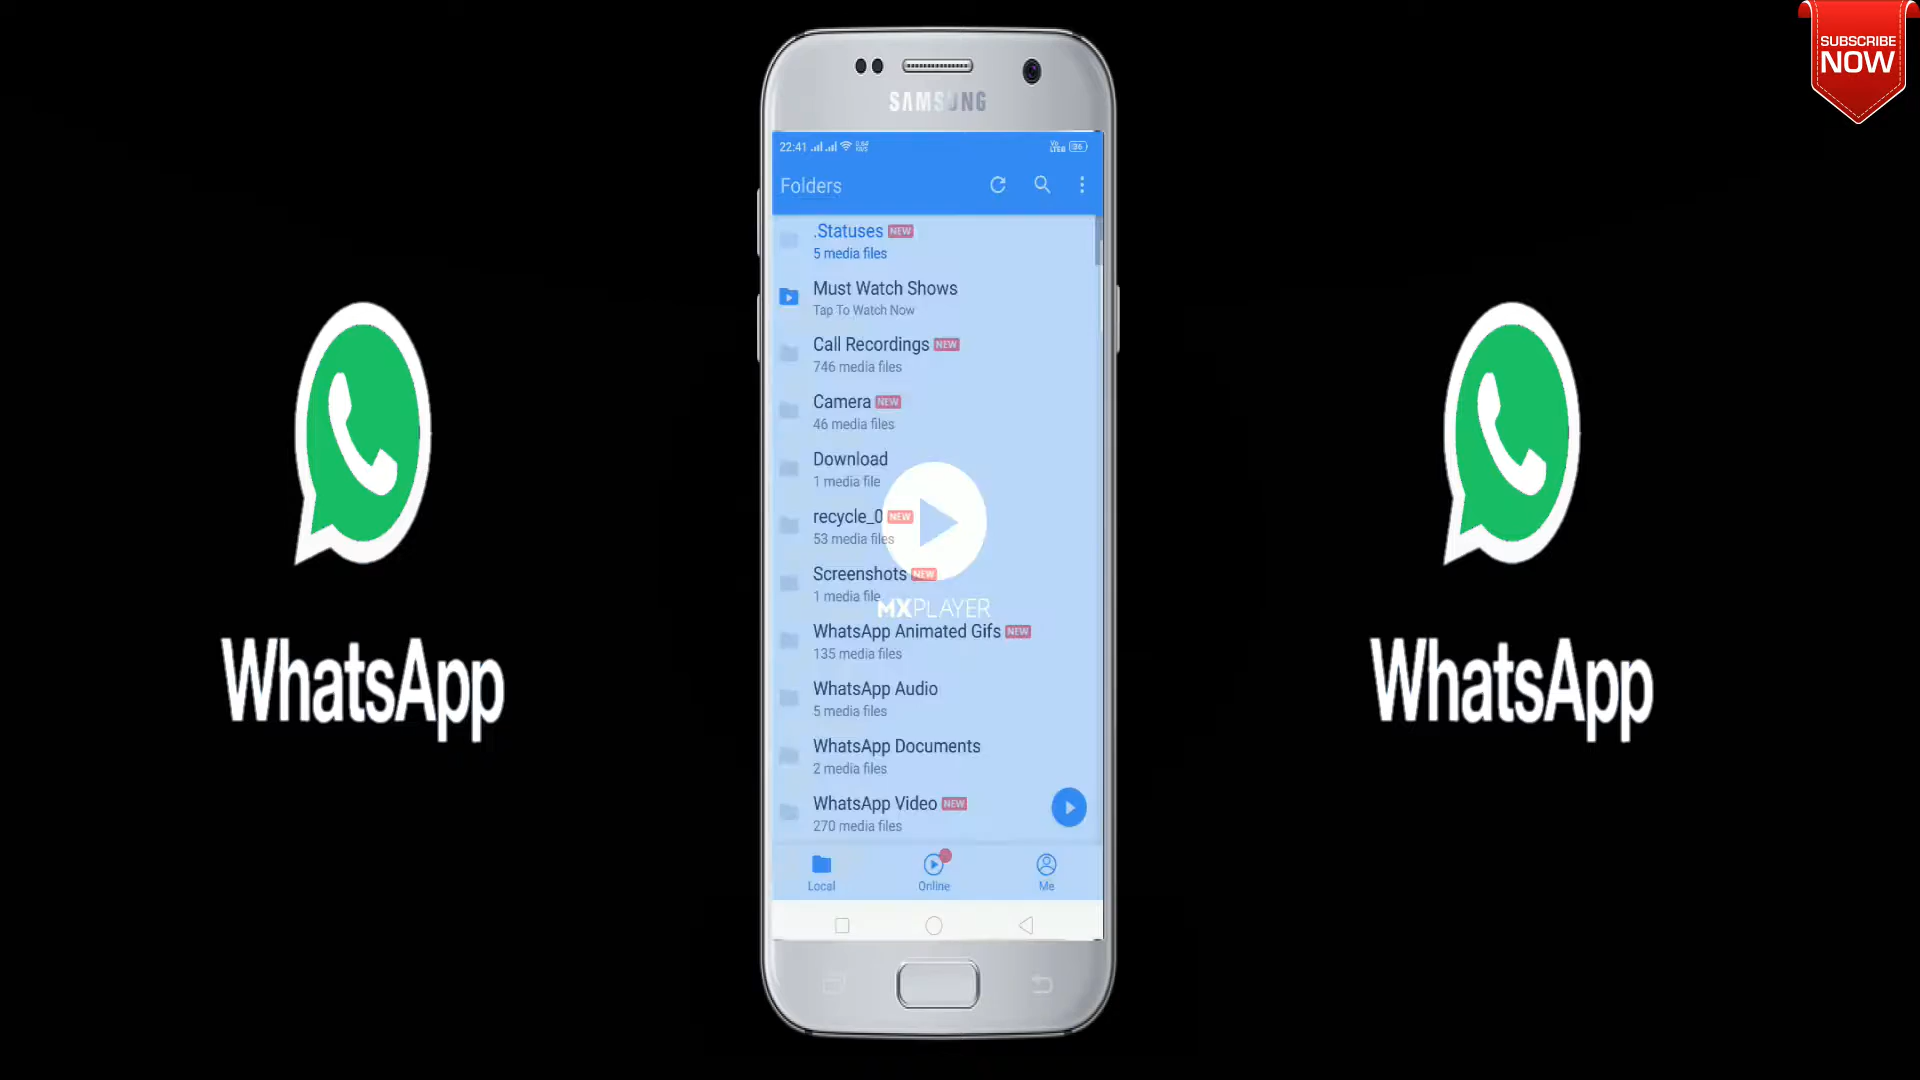 SUBSCRIBE
NOW
SAMSUNG
22:41
Folders
.Statuses NEW
5 media files
Must Watch Shows
Tap To Watch Now
Call Recordings NEW
746 media files
Camera NEW
46 media files
Download
1 media file
recycle_0 NEW
53 media files
Screenshots NEW
1 media file
MXPLAYER
WhatsApp Animated Gifs NEW
135 media files
WhatsApp Audio
5 media files
WhatsApp Documents
2 media files
WhatsApp Video NEW
270 media files
Local
Online
Me
WhatsApp
WhatsApp